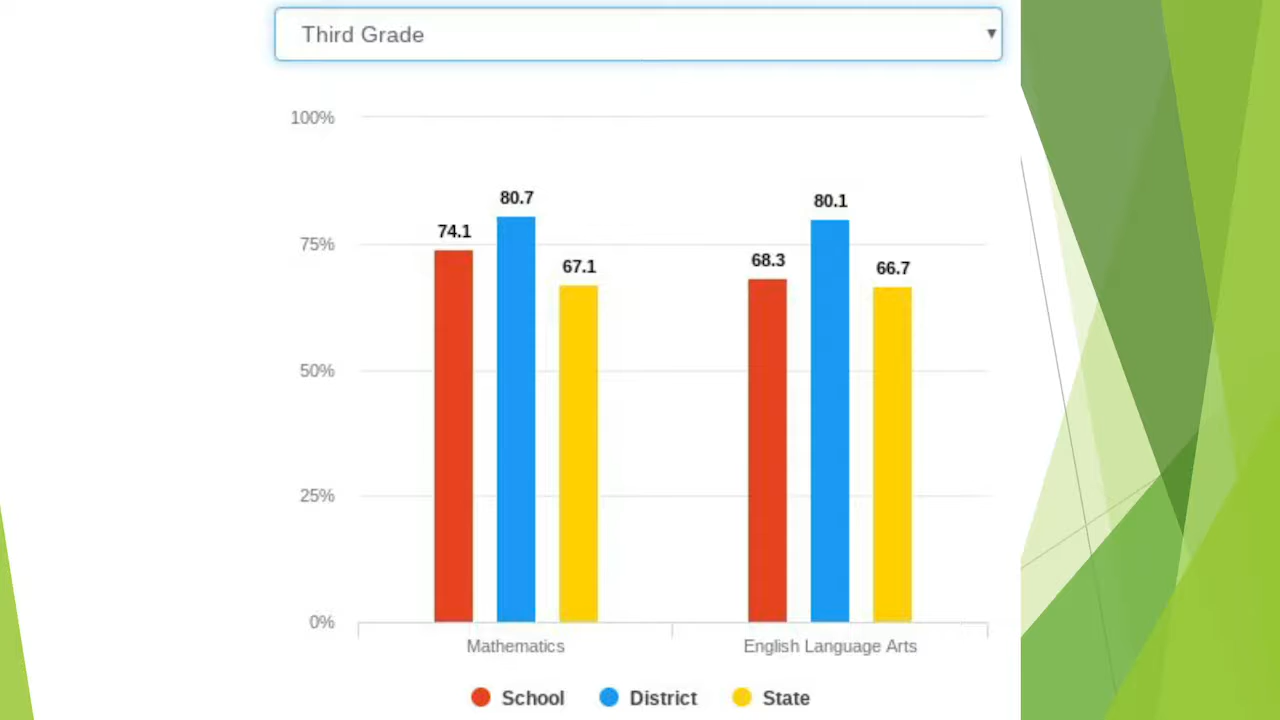 Third Grade
100%
75%
50%
25%
0%
74.1
80.7
67.1
68.3
80.1
66.7
Mathematics
English Language Arts
School
District
State